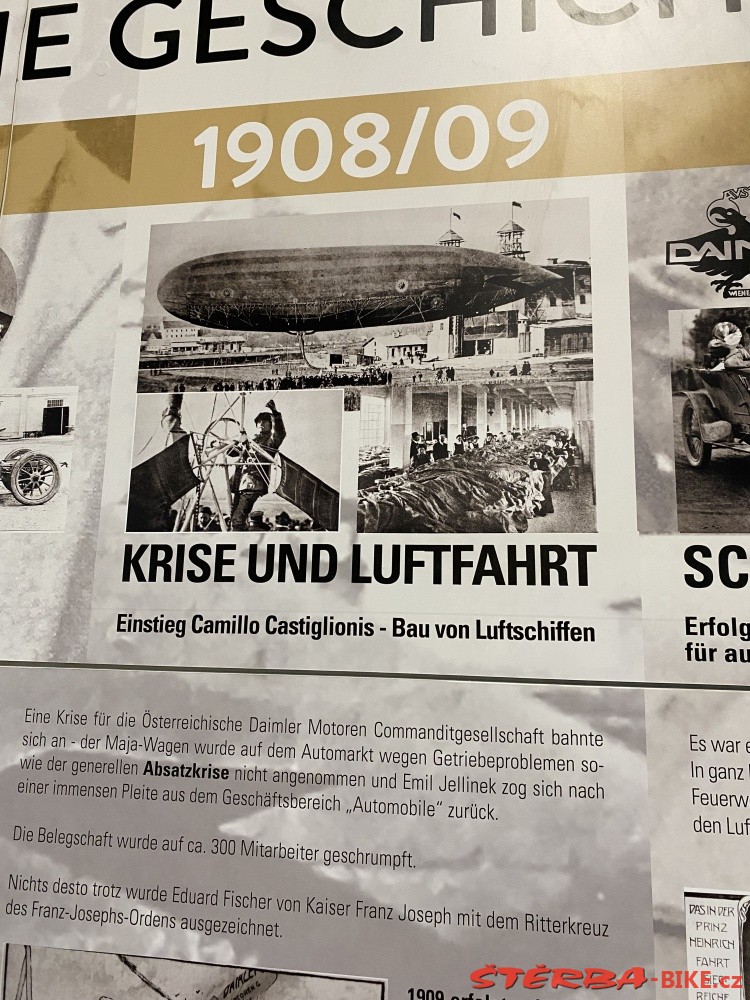 IE GESCHICH
1908/09
DAIM
KRISE UND LUFTFAHRT
Einstieg Camillo Castiglionis - Bau von Luftschiffen
Eine Krise für die Österreichische Daimler Motoren Commanditgesellschaft bahnte
sich an - der Maja-Wagen wurde auf dem Automarkt wegen Getriebeproblemen so-
wie der generellen Absatzkrise nicht angenommen und Emil Jellinek zog sich nach
einer immensen Pleite aus dem Geschäftsbereich „Automobile" zurück.
Die Belegschaft wurde auf ca. 300 Mitarbeiter geschrumpft.
Nichts desto trotz wurde Eduard Fischer von Kaiser Franz Joseph mit dem Ritterkreuz
des Franz-Josephs-Ordens ausgezeichnet.
DAIMLER
1909 erfolgt
SC
Erfolg
für au
Es war e
In ganz
Feuerw
den Luf
DAS IN DER
PRINZ
HEINRICH
FAHRT
SIEG
REICHE
ŠTĚRBA-BIKE.cz